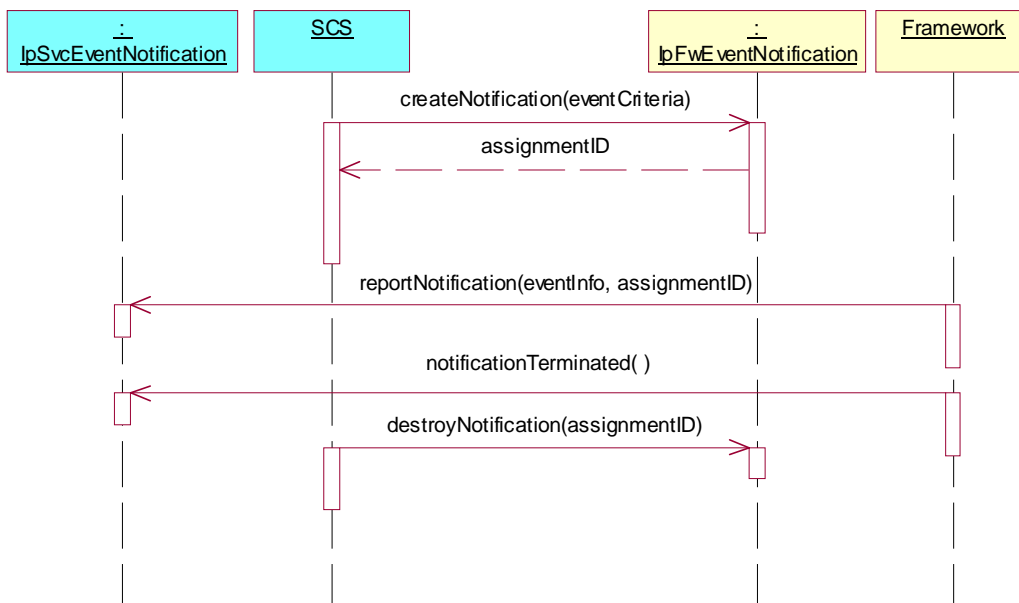 :
IpSvcEventNotification
SCS
:
IpFwEventNotification
Framework
createNotification(eventCriteria)
assignmentID
reportNotification(eventInfo, assignmentID)
notificationTerminated( )
destroyNotification(assignmentID)